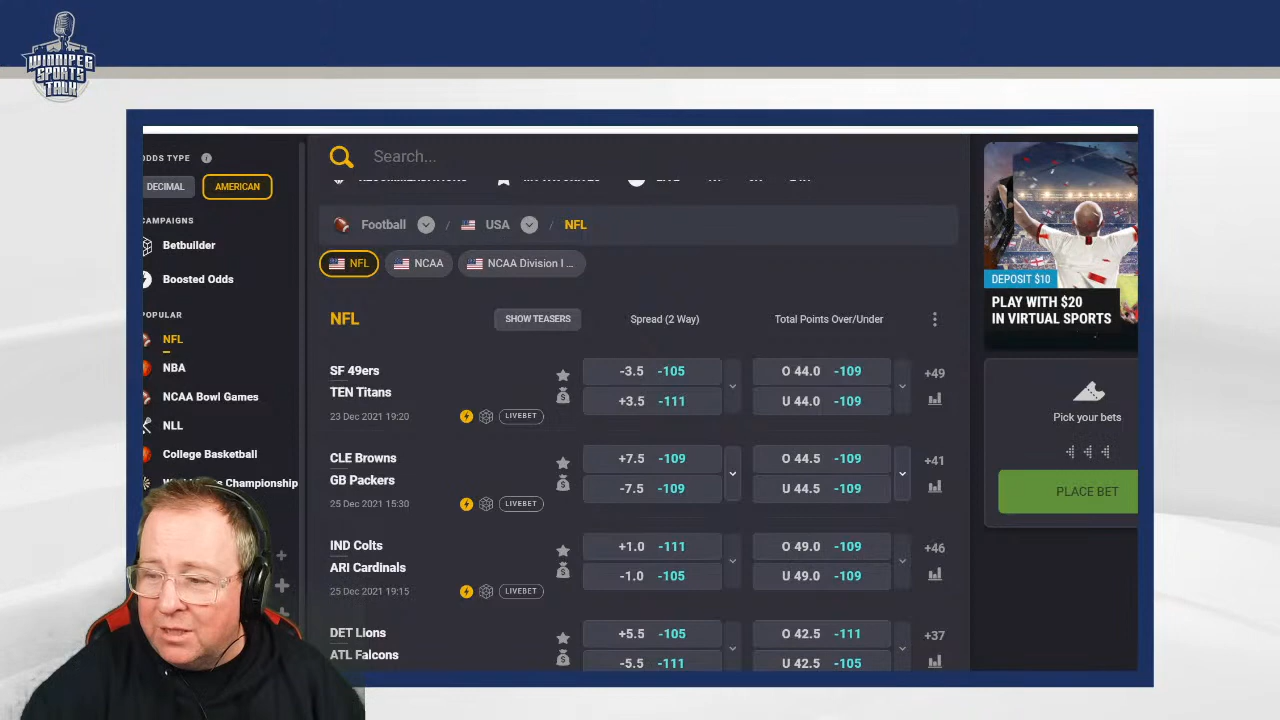 WINNIPEG
SPORTS
TALK
ODDS TYPE
DECIMAL
AMERICAN
CAMPAIGNS
Betbuilder
Boosted Odds
POPULAR
NFL
NBA
NCAA Bowl Games
NLL
College Basketball
Championship
Search...
Football / USA / NFL
NFL
NCAA
NCAA Division I ...
NFL
SHOW TEASERS
Spread (2 Way)
Total Points Over/Under
SF 49ers
TEN Titans
23 Dec 2021 19:20
LIVEBET
-3.5 -105
+3.5 -111
O 44.0 -109
U 44.0 -109
+49
CLE Browns
GB Packers
25 Dec 2021 15:30
LIVEBET
+7.5 -109
-7.5 -109
O 44.5 -109
U 44.5 -109
+41
IND Colts
ARI Cardinals
25 Dec 2021 19:15
LIVEBET
+1.0 -111
-1.0 -105
O 49.0 -109
U 49.0 -109
+46
DET Lions
ATL Falcons
+5.5 -105
-5.5 -111
O 42.5 -111
U 42.5 -105
+37
DEPOSIT $10
PLAY WITH $20
IN VIRTUAL SPORTS
Pick your bets
PLACE BET